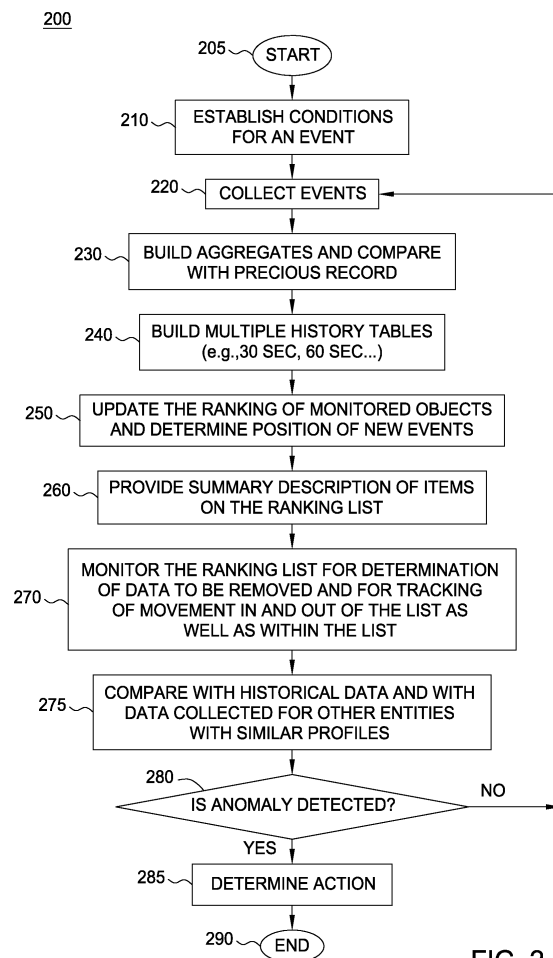 200
205 START
210 ESTABLISH CONDITIONS
FOR AN EVENT
220 COLLECT EVENTS
230 BUILD AGGREGATES AND COMPARE
WITH PRECIOUS RECORD
240 BUILD MULTIPLE HISTORY TABLES
(e.g.,30 SEC, 60 SEC...)
250 UPDATE THE RANKING OF MONITORED OBJECTS
AND DETERMINE POSITION OF NEW EVENTS
260 PROVIDE SUMMARY DESCRIPTION OF ITEMS
ON THE RANKING LIST
270 MONITOR THE RANKING LIST FOR DETERMINATION
OF DATA TO BE REMOVED AND FOR TRACKING
OF MOVEMENT IN AND OUT OF THE LIST AS
WELL AS WITHIN THE LIST
275 COMPARE WITH HISTORICAL DATA AND WITH
DATA COLLECTED FOR OTHER ENTITIES
WITH SIMILAR PROFILES
280 IS ANOMALY DETECTED?
NO
YES
285 DETERMINE ACTION
290 END